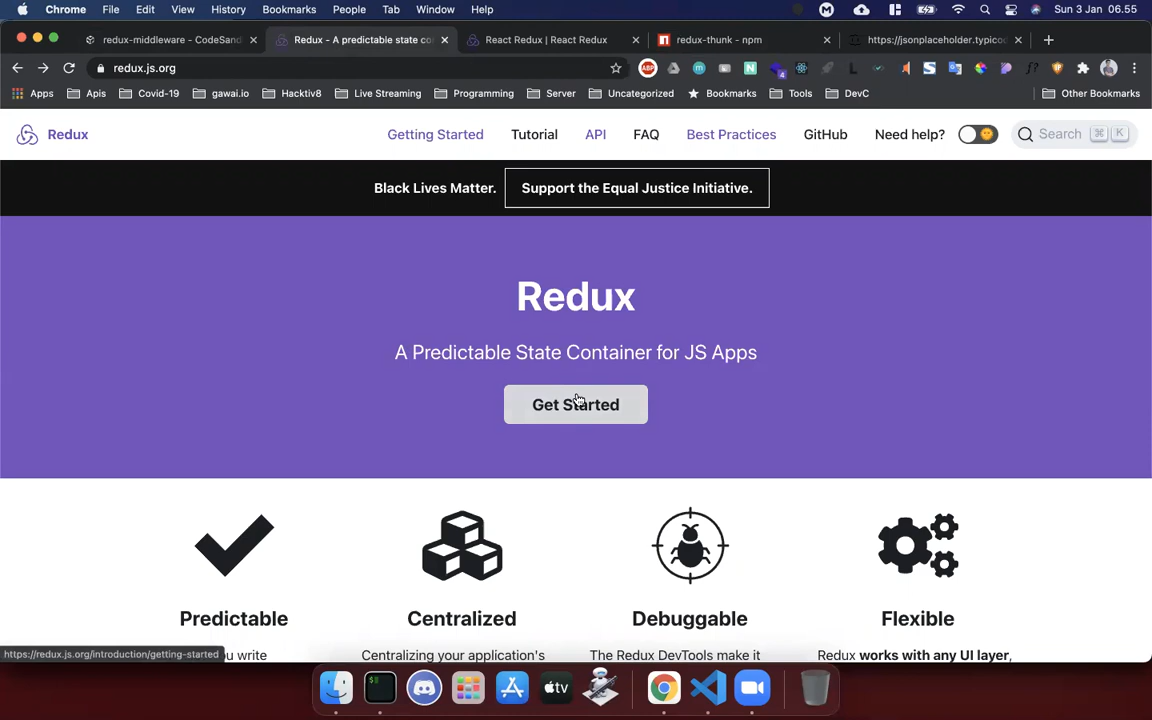 Chrome File Edit View History Bookmarks People Tab Window Help Sun 3 Jan 06.55
redux-middleware - CodeSand Redux - A predictable state co React Redux | React Redux redux-thunk - npm https://jsonplaceholder.typico
redux.js.org
Apps Apis Covid-19 gawai.io Hacktiv8 Live Streaming Programming Server Uncategorized Bookmarks Tools DevC Other Bookmarks
Redux Getting Started Tutorial API FAQ Best Practices GitHub Need help? Search ⌘ K
Black Lives Matter. Support the Equal Justice Initiative.
Redux
A Predictable State Container for JS Apps
Get Started
Predictable Centralized Debuggable Flexible
u write Centralizing your application's The Redux DevTools make it Redux works with any UI layer,
https://redux.js.org/introduction/getting-started
tv